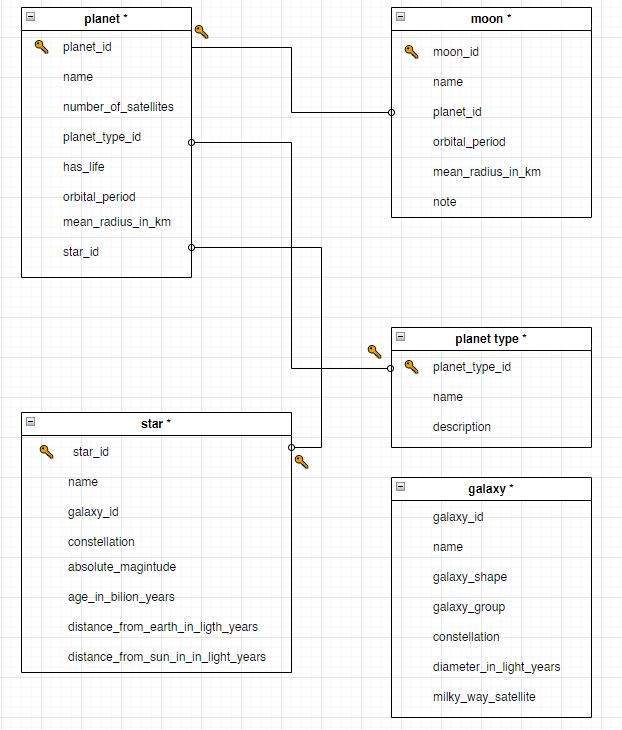 planet *
planet_id
name
number_of_satellites
planet_type_id
has_life
orbital_period
mean_radius_in_km
star_id
moon *
moon_id
name
planet_id
orbital_period
mean_radius_in_km
note
planet type *
planet_type_id
name
description
star *
star_id
name
galaxy_id
constellation
absolute_magintude
age_in_bilion_years
distance_from_earth_in_ligth_years
distance_from_sun_in_in_light_years
galaxy *
galaxy_id
name
galaxy_shape
galaxy_group
constellation
diameter_in_light_years
milky_way_satellite